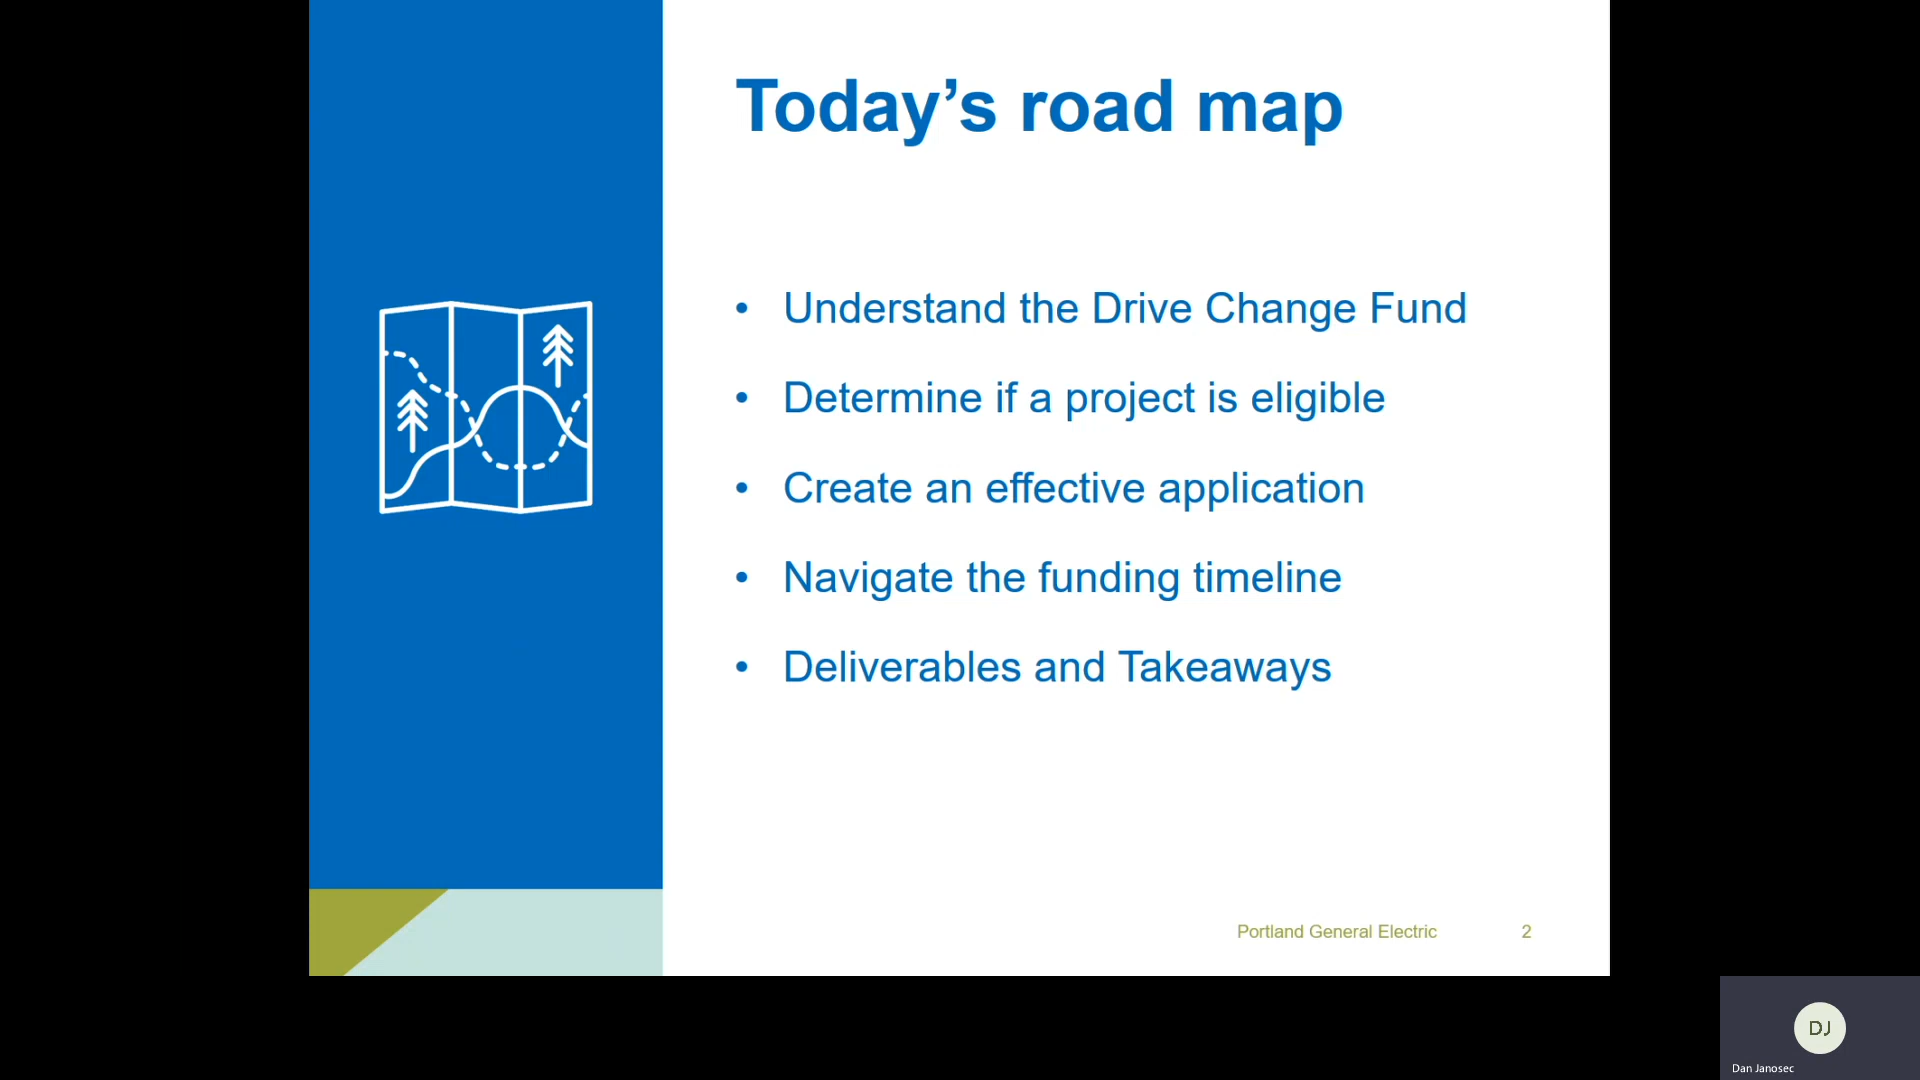 Today’s road map
• Understand the Drive Change Fund
• Determine if a project is eligible
• Create an effective application
• Navigate the funding timeline
• Deliverables and Takeaways
Portland General Electric 2
DJ
Dan Janosec